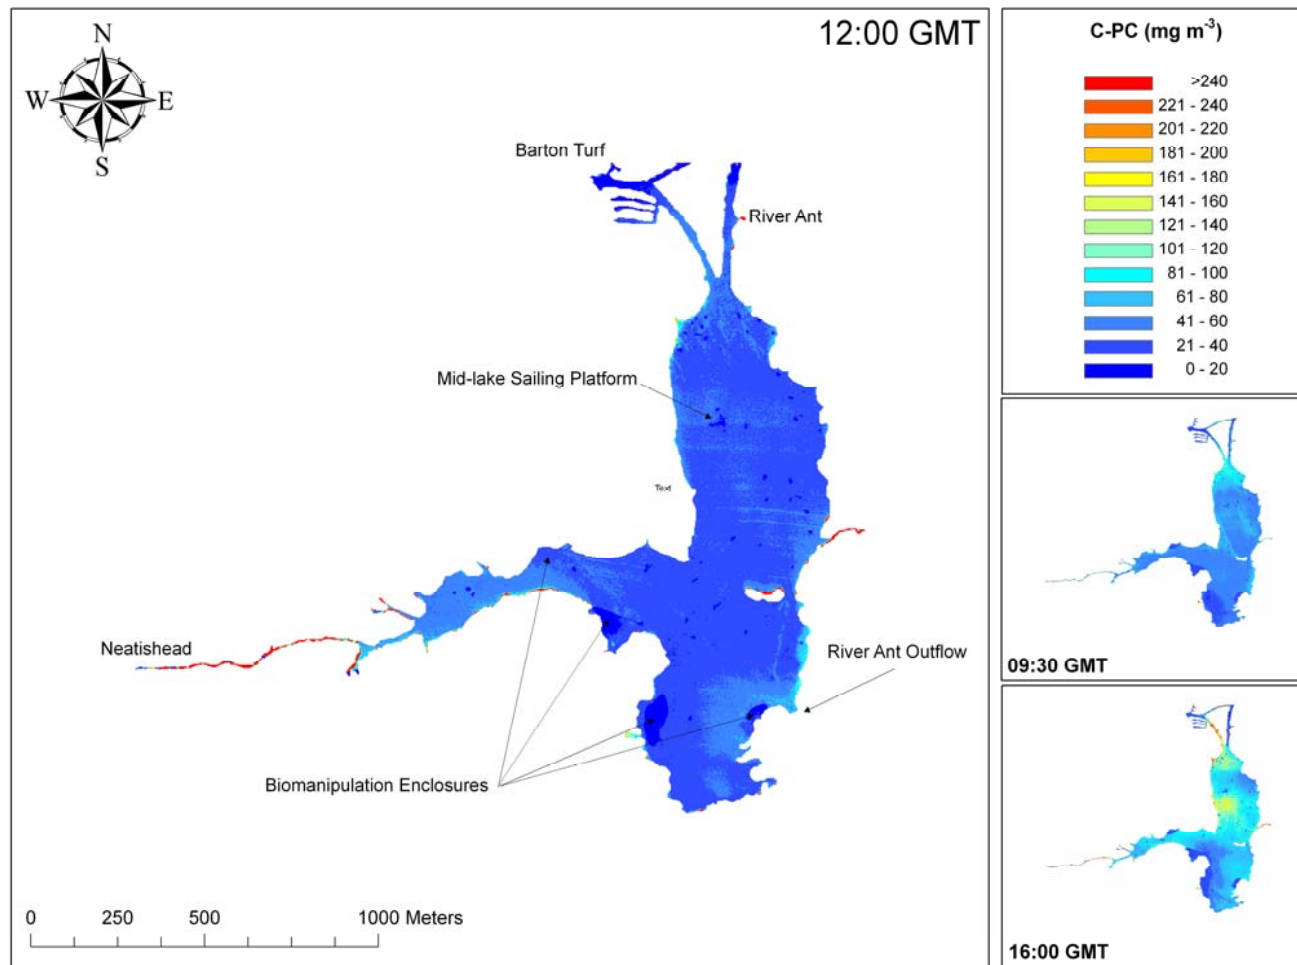 12:00 GMT
N
W
E
S
Barton Turf
River Ant
Mid-lake Sailing Platform
Text
Neatishead
River Ant Outflow
Biomanipulation Enclosures
0 250 500 1000 Meters
C-PC (mg m⁻³)
>240
221 - 240
201 - 220
181 - 200
161 - 180
141 - 160
121 - 140
101 - 120
81 - 100
61 - 80
41 - 60
21 - 40
0 - 20
09:30 GMT
16:00 GMT